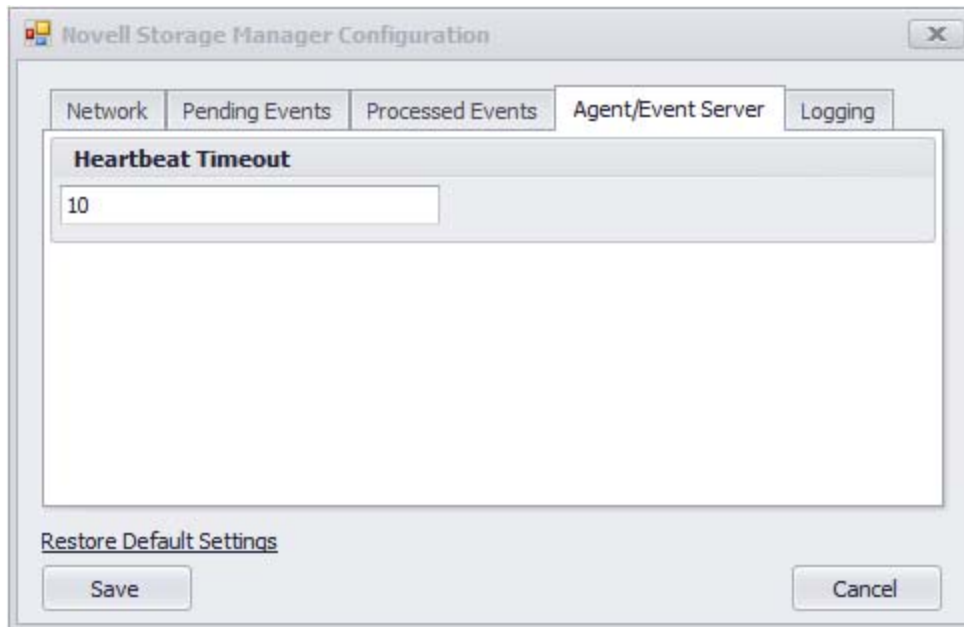 Novell Storage Manager Configuration
Network Pending Events Processed Events Agent/Event Server Logging
Heartbeat Timeout
10
Restore Default Settings
Save Cancel